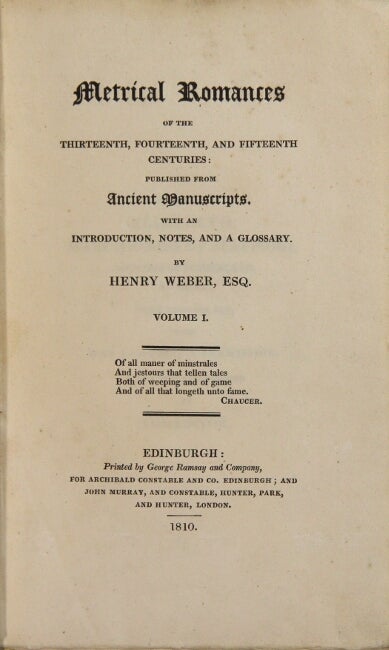 Metrical Romances
OF THE
THIRTEENTH, FOURTEENTH, AND FIFTEENTH
CENTURIES:
PUBLISHED FROM
Ancient Manuscripts.
WITH AN
INTRODUCTION, NOTES, AND A GLOSSARY.
BY
HENRY WEBER, ESQ.
VOLUME I.
Of all maner of minstrales
And jestours that tellen tales
Both of weeping and of game
And of all that longeth unto fame.
CHAUCER.
EDINBURGH:
Printed by George Ramsay and Company,
FOR ARCHIBALD CONSTABLE AND CO. EDINBURGH; AND
JOHN MURRAY, AND CONSTABLE, HUNTER, PARK,
AND HUNTER, LONDON.
1810.